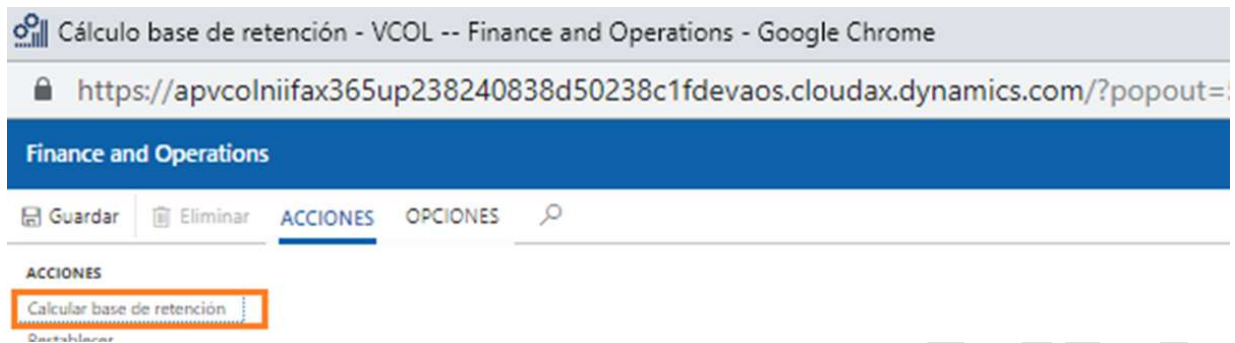 Cálculo base de retención - VCOL -- Finance and Operations - Google Chrome
https://apvcolniifax365up238240838d50238c1fdevaos.cloudax.dynamics.com/?popout=
Finance and Operations
Guardar Eliminar ACCIONES OPCIONES
ACCIONES
Calcular base de retención
Restablecer